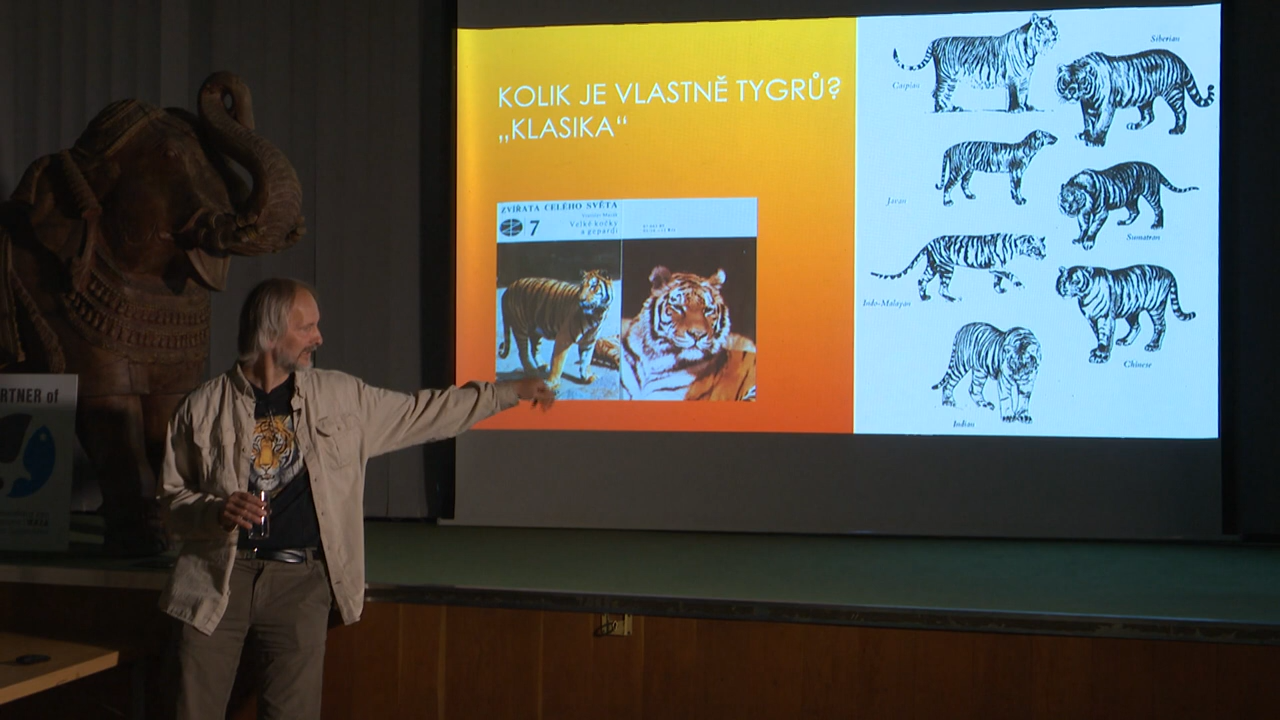 KOLIK JE VLASTNĚ TYGRŮ?
„KLASIKA“
ZVÍŘATA CELÉHO SVĚTA
7
Velké kočky
a gepardi
Caspian
Siberian
Javan
Sumatran
Indo-Malayan
Chinese
Indian
RTNER of